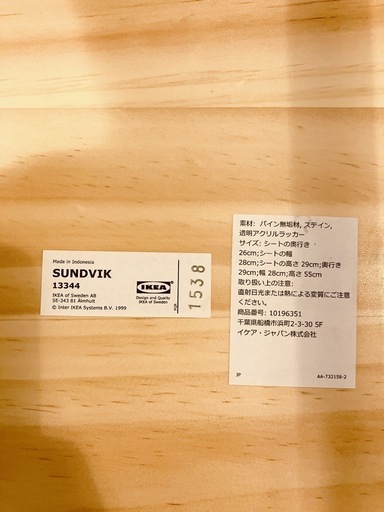 Made in Indonesia
SUNDVIK
13344
IKEA of Sweden AB
SE-343 81 Älmhult
© Inter IKEA Systems B.V. 1999
IKEA
Design and Quality
IKEA of Sweden
1538
素材: パイン無垢材, ステイン,
透明アクリルラッカー
サイズ: シートの奥行き
26cm;シートの幅
28cm;シートの高さ 29cm;奥行き
29cm;幅 28cm;高さ 55cm
取り扱い上の注意:
直射日光または熱による変質にご注意
ください。
商品番号: 10196351
千葉県船橋市浜町2-3-30 5F
イケア・ジャパン株式会社
JP
AA-732158-2